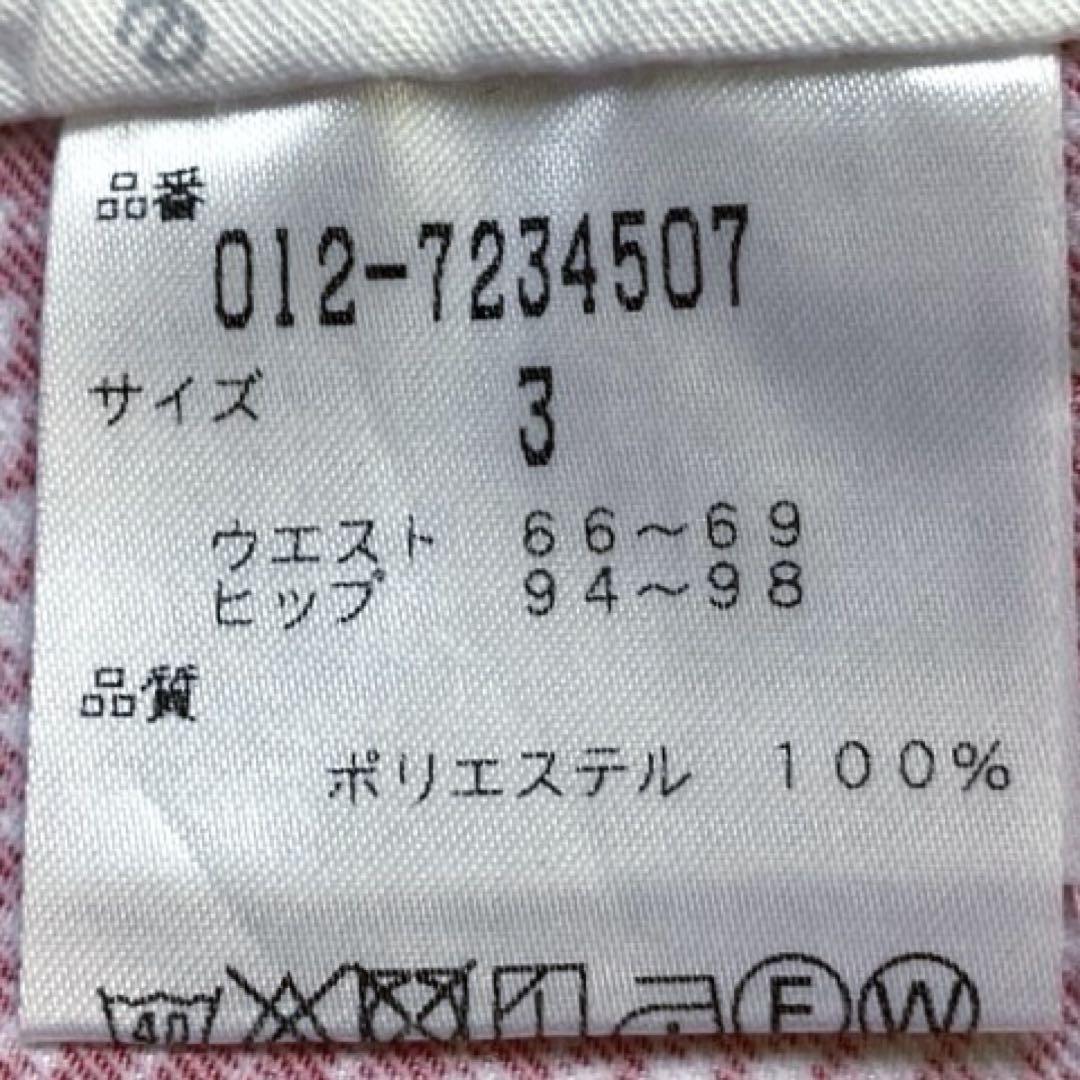 品番
012-7234507
サイズ 3
ウエスト 66～69
ヒップ 94～98
品質
ポリエステル 100%
40 F W